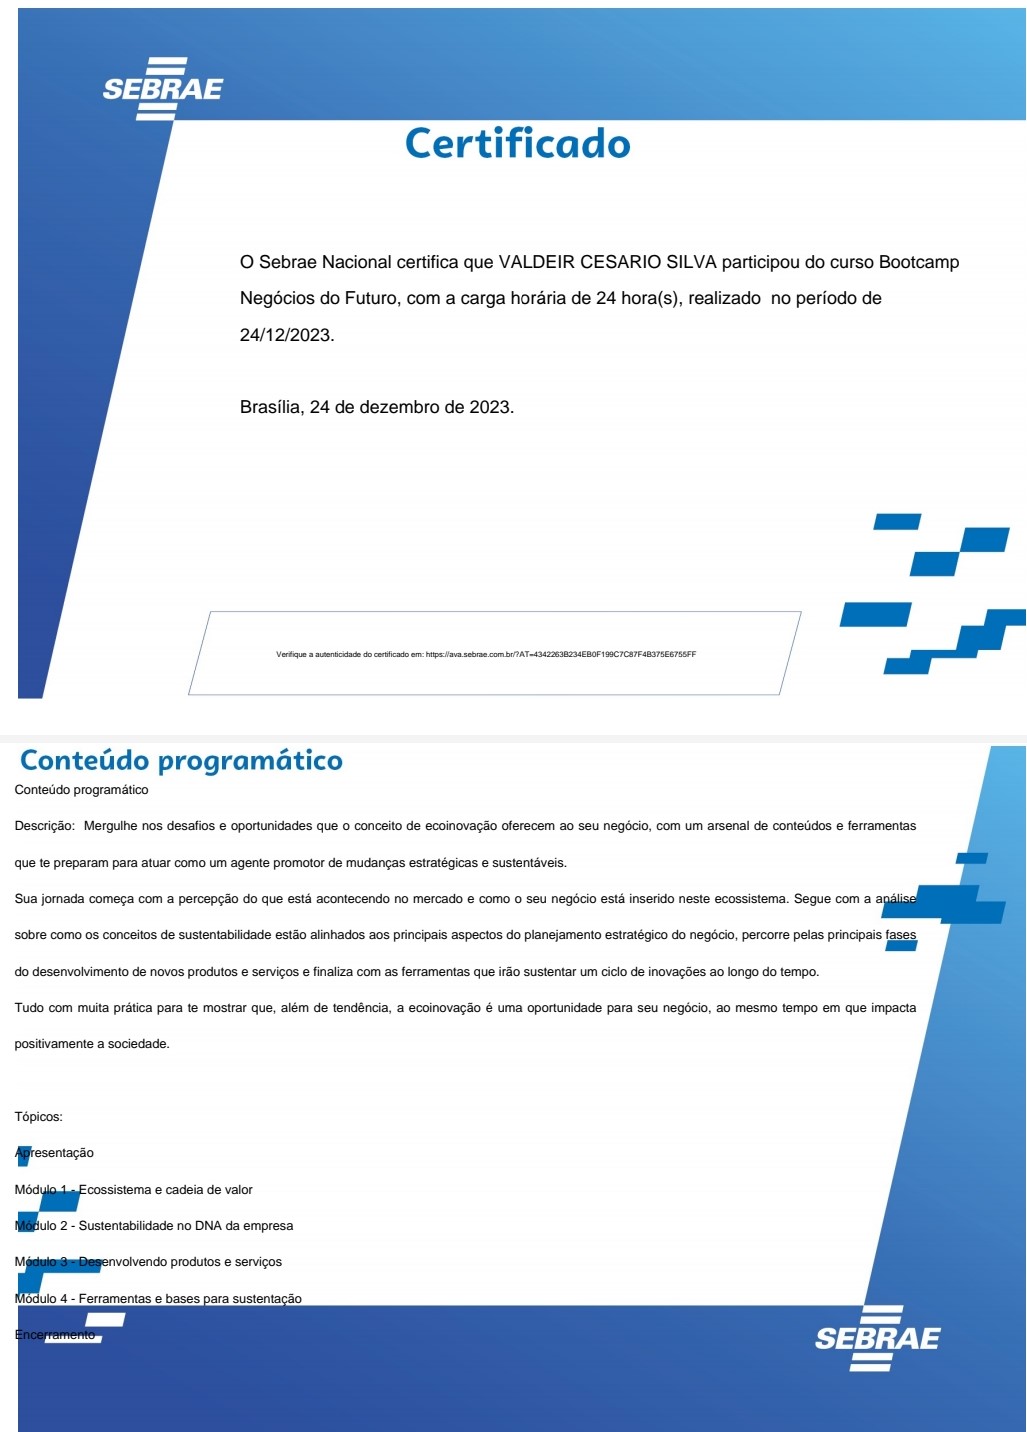 SEBRAE
Certificado
O Sebrae Nacional certifica que VALDEIR CESARIO SILVA participou do curso Bootcamp
Negócios do Futuro, com a carga horária de 24 hora(s), realizado  no período de
24/12/2023.
Brasília, 24 de dezembro de 2023.
Verifique a autenticidade do certificado em: https://ava.sebrae.com.br/?AT=4342263B234EB0F199C7C87F4B375E6755FF
Conteúdo programático
Conteúdo programático
Descrição:  Mergulhe nos desafios e oportunidades que o conceito de ecoinovação oferecem ao seu negócio, com um arsenal de conteúdos e ferramentas
que te preparam para atuar como um agente promotor de mudanças estratégicas e sustentáveis.
Sua jornada começa com a percepção do que está acontecendo no mercado e como o seu negócio está inserido neste ecossistema. Segue com a análise
sobre como os conceitos de sustentabilidade estão alinhados aos principais aspectos do planejamento estratégico do negócio, percorre pelas principais fases
do desenvolvimento de novos produtos e serviços e finaliza com as ferramentas que irão sustentar um ciclo de inovações ao longo do tempo.
Tudo com muita prática para te mostrar que, além de tendência, a ecoinovação é uma oportunidade para seu negócio, ao mesmo tempo em que impacta
positivamente a sociedade.
Tópicos:
Apresentação
Módulo 1 - Ecossistema e cadeia de valor
Módulo 2 - Sustentabilidade no DNA da empresa
Módulo 3 - Desenvolvendo produtos e serviços
Módulo 4 - Ferramentas e bases para sustentação
Encerramento
SEBRAE